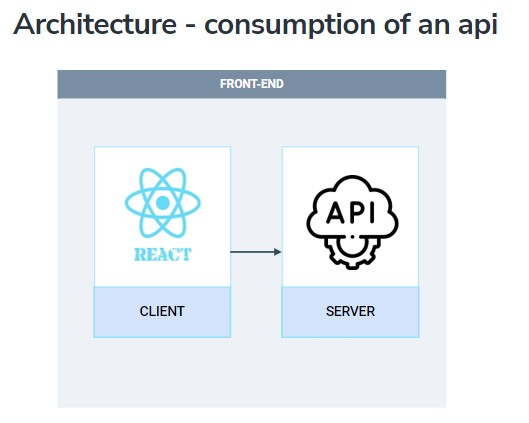 Architecture - consumption of an api
FRONT-END
REACT
API
CLIENT
SERVER